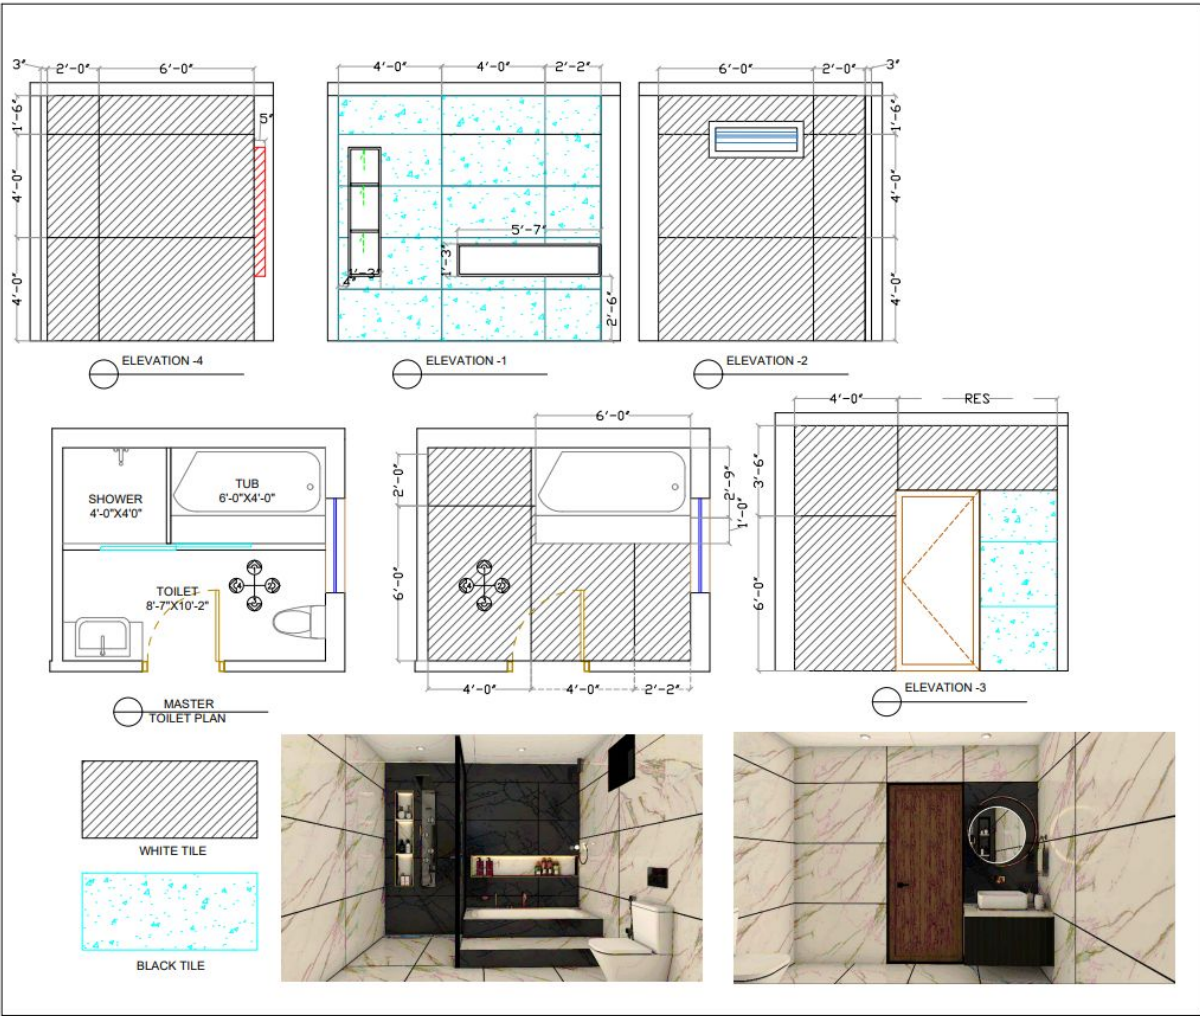 3" 2'-0" 6'-0"
1'-6"
5"
4'-0"
4'-0"
ELEVATION -4
4'-0" 4'-0" 2'-2"
5'-7"
1'-3"
1'-3"
4"
2'-6"
ELEVATION -1
6'-0" 2'-0" 3"
1'-6"
4'-0"
4'-0"
ELEVATION -2
SHOWER
4'-0"X4'0"
TUB
6'-0"X4'-0"
TOILET
8'-7"X10'-2"
MASTER
TOILET PLAN
6'-0"
2'-0"
2'-9"
1'-0"
6'-0"
4'-0" 4'-0" 2'-2"
4'-0" RES
3'-6"
6'-0"
ELEVATION -3
WHITE TILE
BLACK TILE